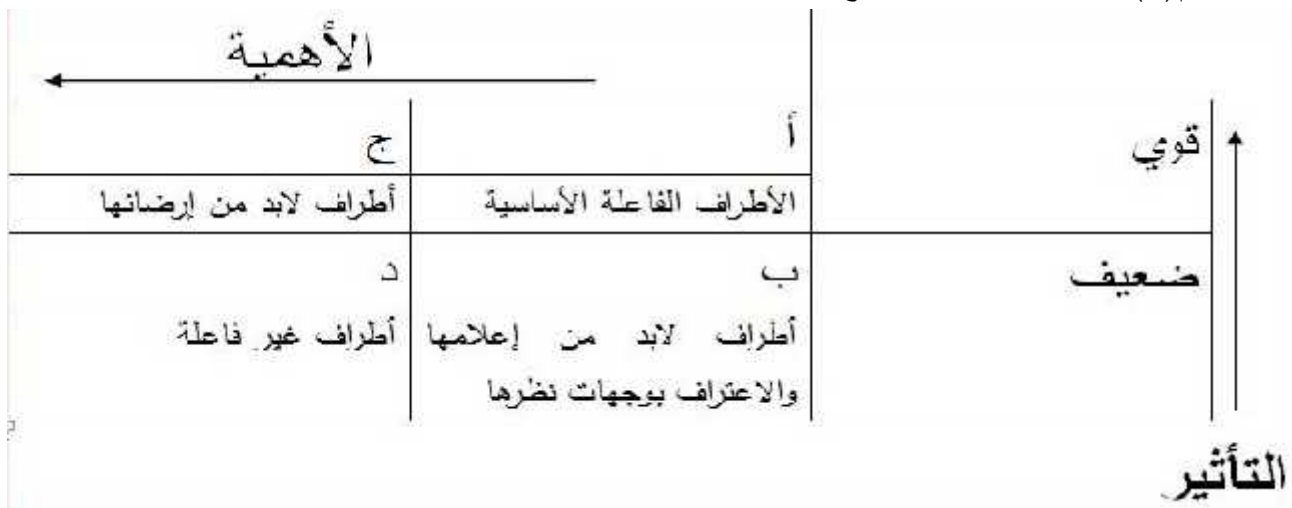 الأهمية
قوي
أ
ج
الأطراف الفاعلة الأساسية
أطراف لابد من إرضائها
ضعيف
ب
د
أطراف لابد من إعلامها
والاعتراف بوجهات نظرها
أطراف غير فاعلة
التأثير